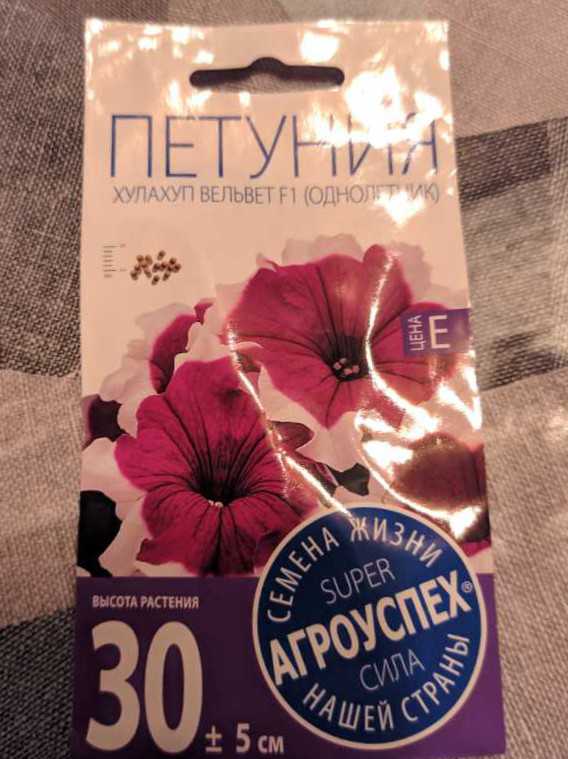 ПЕТУНИЯ
ХУЛАХУП ВЕЛЬВЕТ F1 (ОДНОЛЕТНИК)
ЦЕНА E
СЕМЕНА ЖИЗНИ
SUPER
АГРОУСПЕХ®
СИЛА
НАШЕЙ СТРАНЫ
ВЫСОТА РАСТЕНИЯ
30 ± 5 см